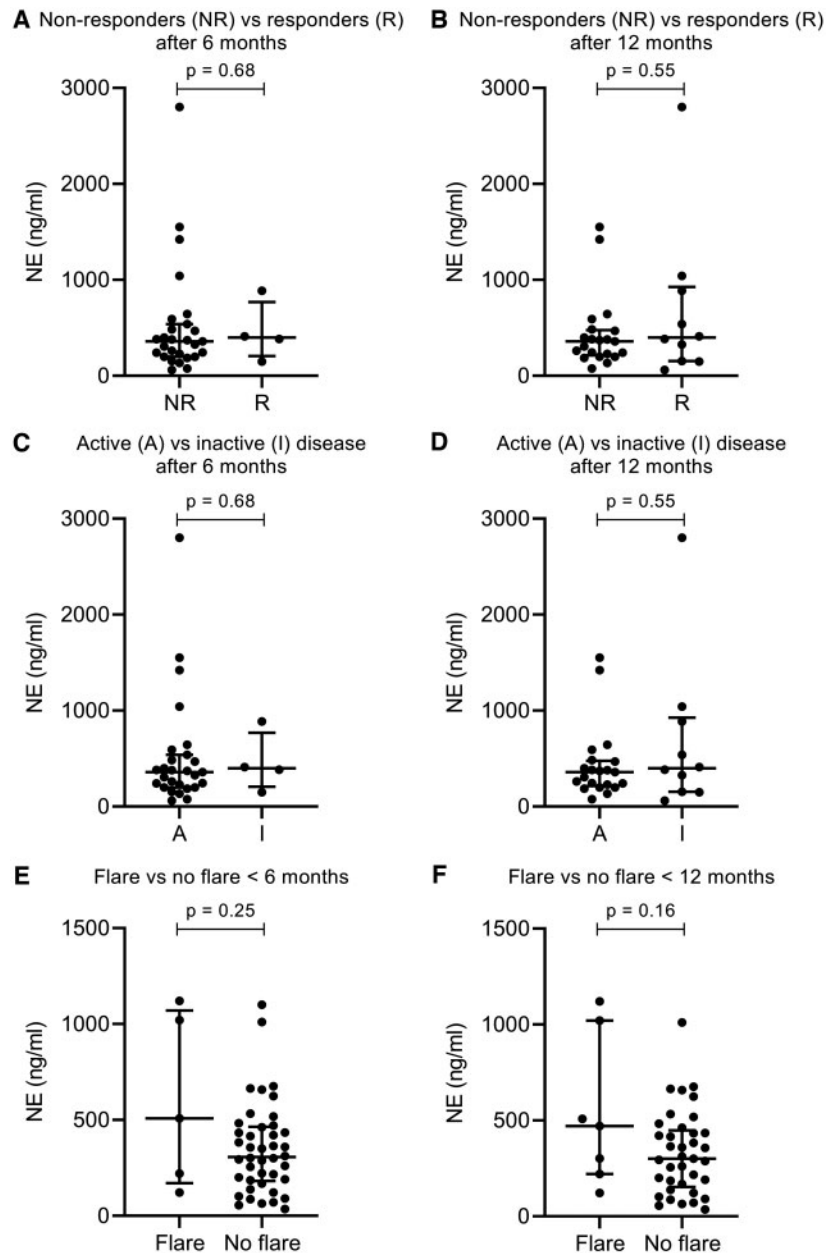 A Non-responders (NR) vs responders (R)
after 6 months
p = 0.68
3000
2000
1000
0
NE (ng/ml)
NR R
B Non-responders (NR) vs responders (R)
after 12 months
p = 0.55
3000
2000
1000
0
NE (ng/ml)
NR R
C Active (A) vs inactive (I) disease
after 6 months
p = 0.68
3000
2000
1000
0
NE (ng/ml)
A I
D Active (A) vs inactive (I) disease
after 12 months
p = 0.55
3000
2000
1000
0
NE (ng/ml)
A I
E Flare vs no flare < 6 months
p = 0.25
1500
1000
500
0
NE (ng/ml)
Flare No flare
F Flare vs no flare < 12 months
p = 0.16
1500
1000
500
0
NE (ng/ml)
Flare No flare